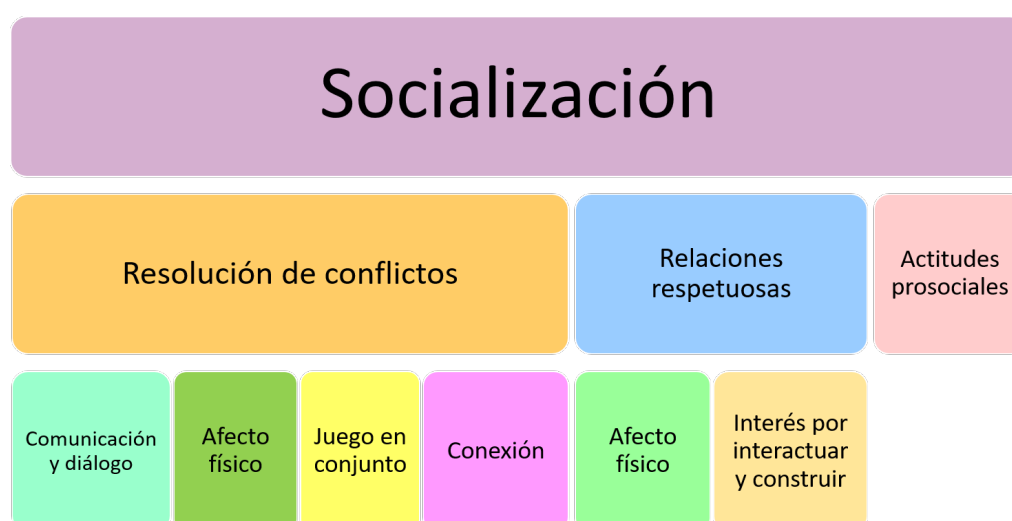 Socialización
Resolución de conflictos
Relaciones
respetuosas
Actitudes
prosociales
Comunicación
y diálogo
Afecto
físico
Juego en
conjunto
Conexión
Afecto
físico
Interés por
interactuar
y construir